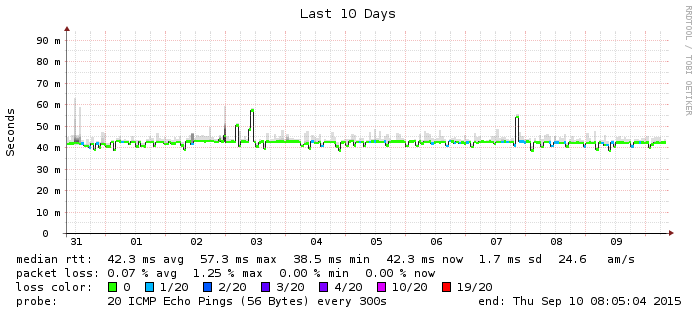 Last 10 Days
RRDTOOL / TOBI OETIKER
Seconds
90 m
80 m
70 m
60 m
50 m
40 m
30 m
20 m
10 m
0
31 01 02 03 04 05 06 07 08 09
median rtt: 42.3 ms avg 57.3 ms max 38.5 ms min 42.3 ms now 1.7 ms sd 24.6 am/s
packet loss: 0.07 % avg 1.25 % max 0.00 % min 0.00 % now
loss color: 0 1/20 2/20 3/20 4/20 10/20 19/20
probe: 20 ICMP Echo Pings (56 Bytes) every 300s end: Thu Sep 10 08:05:04 2015